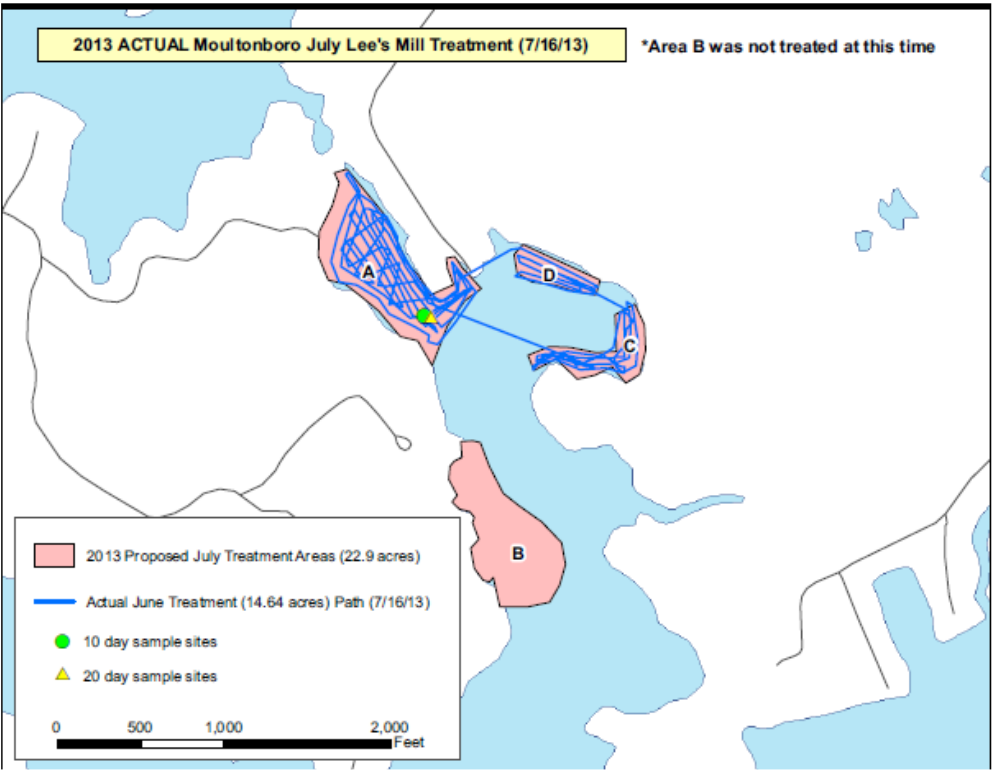 2013 ACTUAL Moultonboro July Lee's Mill Treatment (7/16/13)
*Area B was not treated at this time
A
D
C
B
2013 Proposed July Treatment Areas (22.9 acres)
Actual June Treatment (14.64 acres) Path (7/16/13)
10 day sample sites
20 day sample sites
0 500 1,000 2,000
Feet